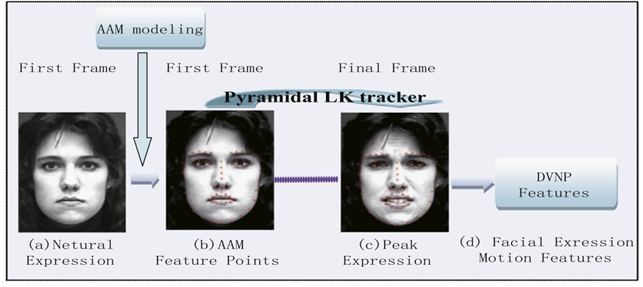 AAM modeling
First Frame
First Frame
Final Frame
Pyramidal LK tracker
DVNP
Features
(a)Netural
Expression
(b)AAM
Feature Points
(c)Peak
Expression
(d) Facial Exression
Motion Features